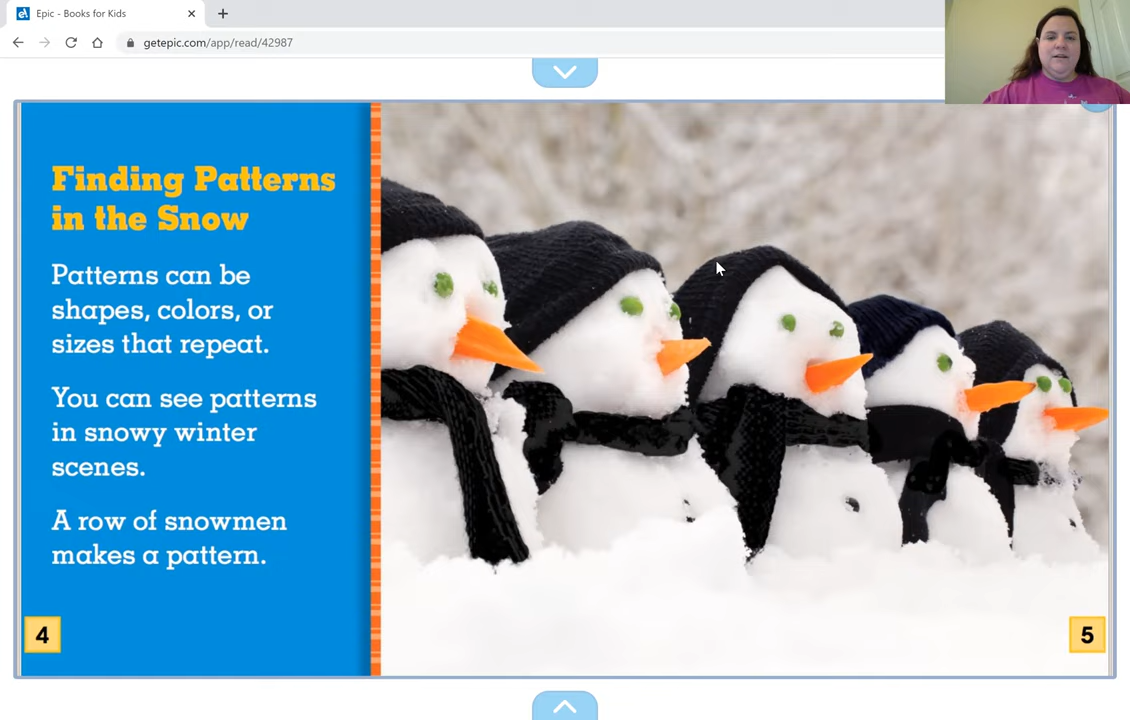 Epic - Books for Kids
getepic.com/app/read/42987
Finding Patterns
in the Snow
Patterns can be
shapes, colors, or
sizes that repeat.
You can see patterns
in snowy winter
scenes.
A row of snowmen
makes a pattern.
4
5